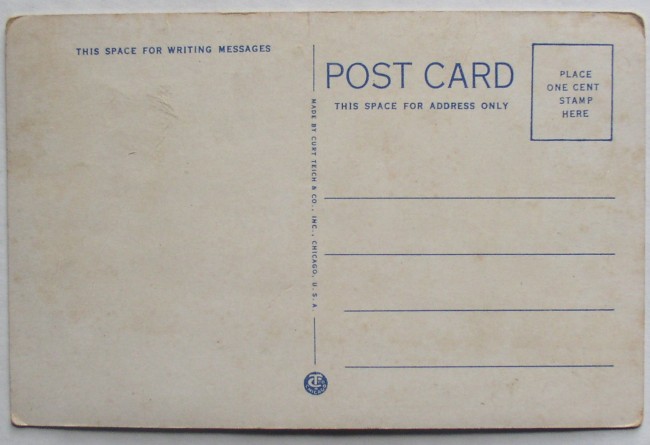 THIS SPACE FOR WRITING MESSAGES
POST CARD
THIS SPACE FOR ADDRESS ONLY
PLACE
ONE CENT
STAMP
HERE
MADE BY CURT TEICH & CO., INC., CHICAGO, U.S.A.
CHICAGO